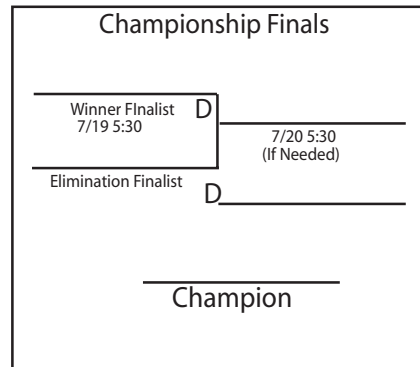 Championship Finals
Winner FInalist
D
7/19 5:30
7/20 5:30
(If Needed)
Elimination Finalist
D
Champion